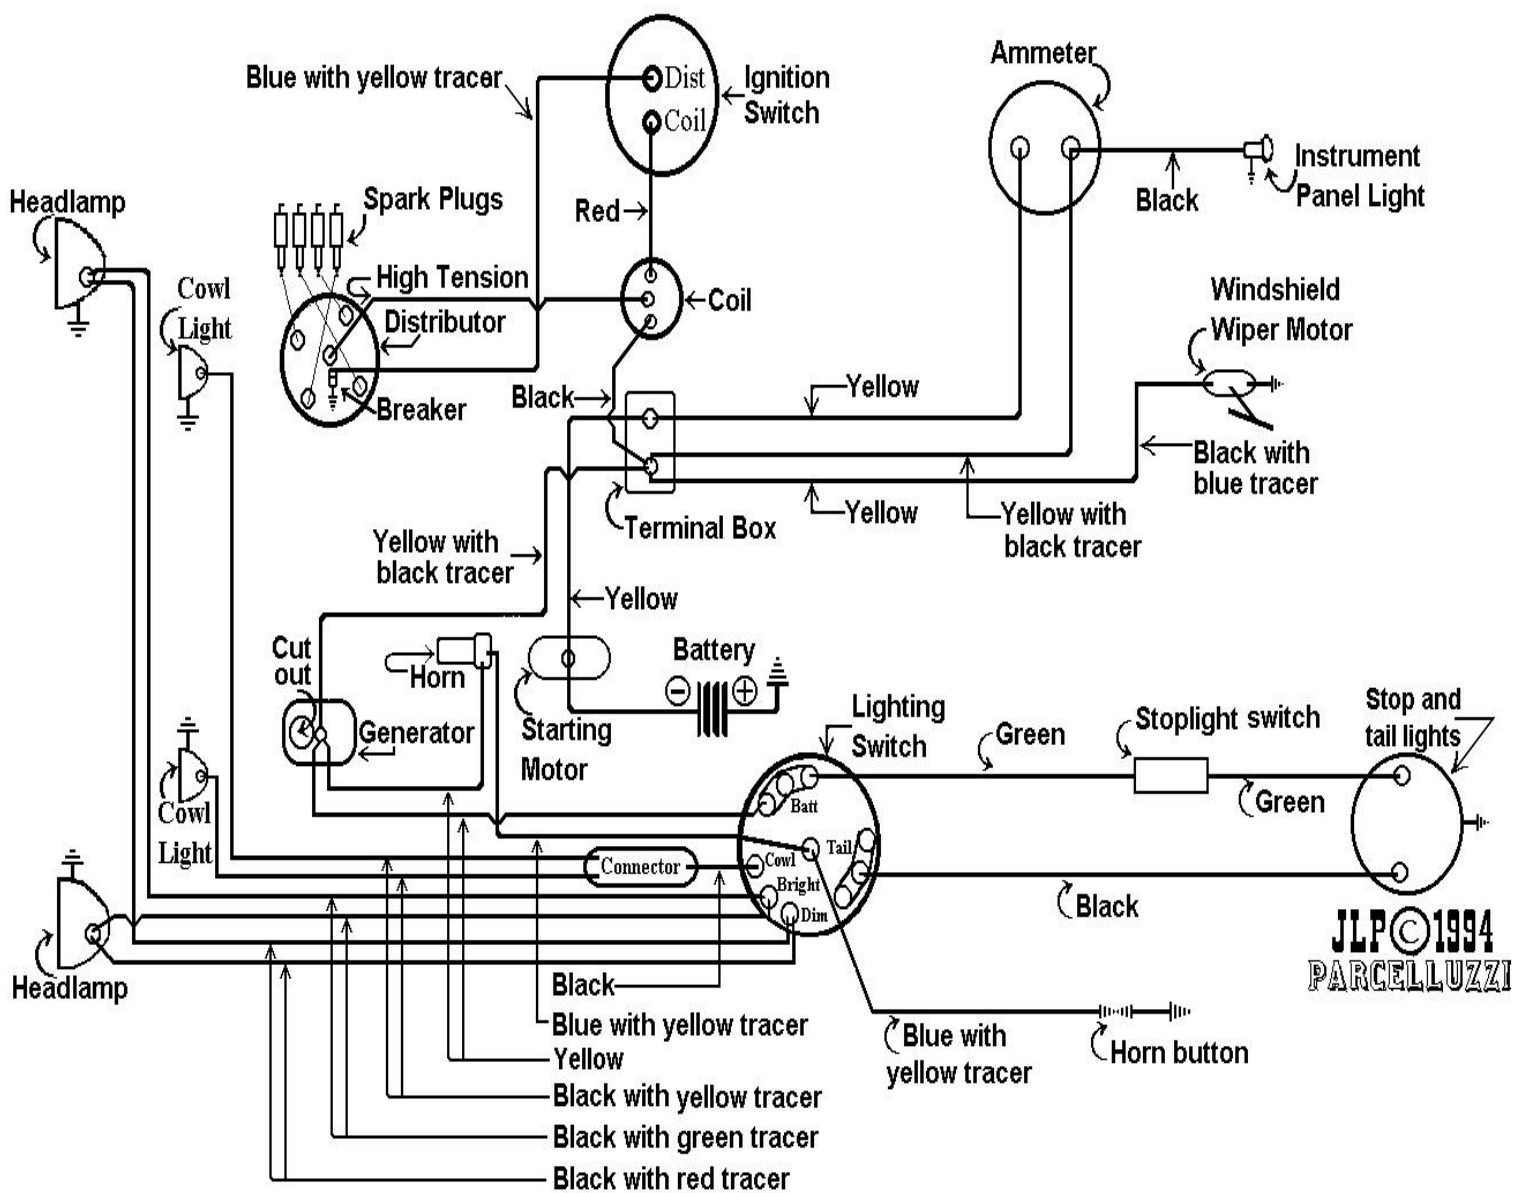 Ammeter
Blue with yellow tracer
Dist
Coil
Ignition
Switch
Instrument
Panel Light
Black
Headlamp
Spark Plugs
Red
High Tension
Distributor
Breaker
Coil
Cowl
Light
Windshield
Wiper Motor
Black
Yellow
Black with
blue tracer
Yellow
Yellow with
black tracer
Terminal Box
Yellow with
black tracer
Yellow
Cut
out
Horn
Generator
Starting
Motor
Battery
−
+
Lighting
Switch
Green
Stoplight switch
Green
Stop and
tail lights
Cowl
Light
Batt
Tail
Cowl
Bright
Dim
Connector
Black
Headlamp
JLP©1994
PARCELLUZZI
Black
Blue with yellow tracer
Yellow
Black with yellow tracer
Black with green tracer
Black with red tracer
Blue with
yellow tracer
Horn button